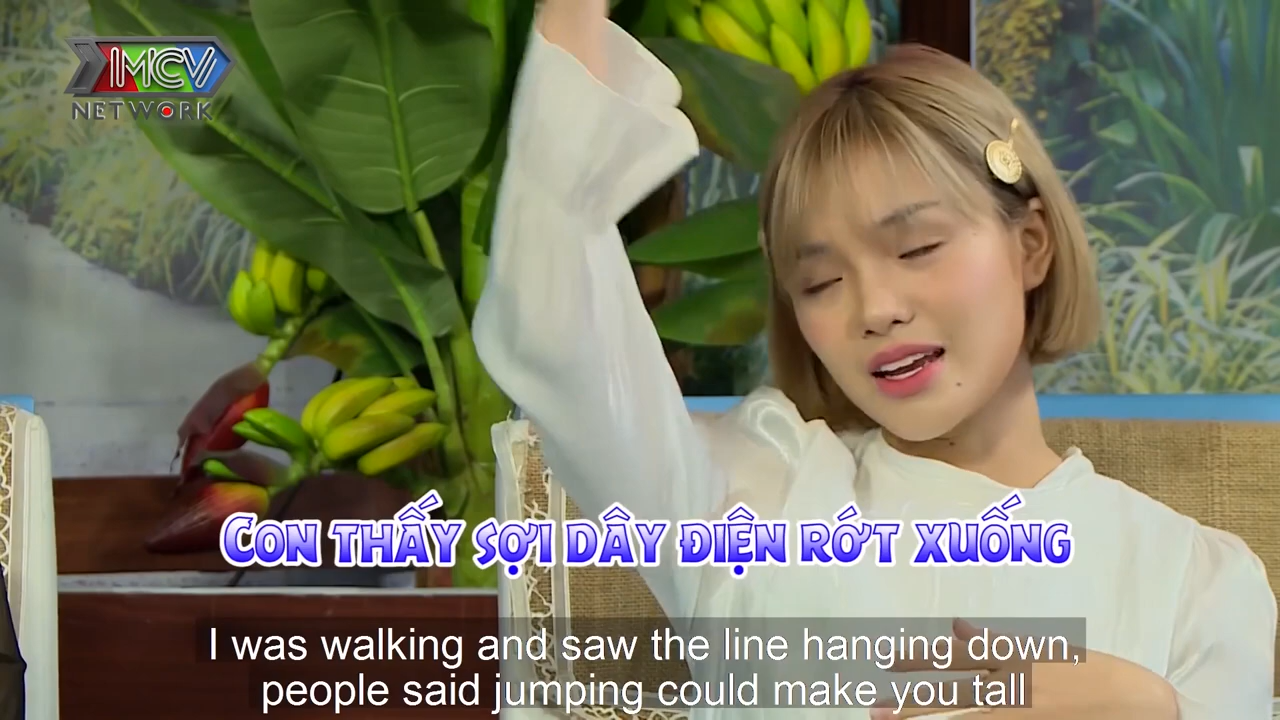 MCV
NETWORK
CON THẤY SỢI DÂY ĐIỆN RỚT XUỐNG
I was walking and saw the line hanging down,
people said jumping could make you tall